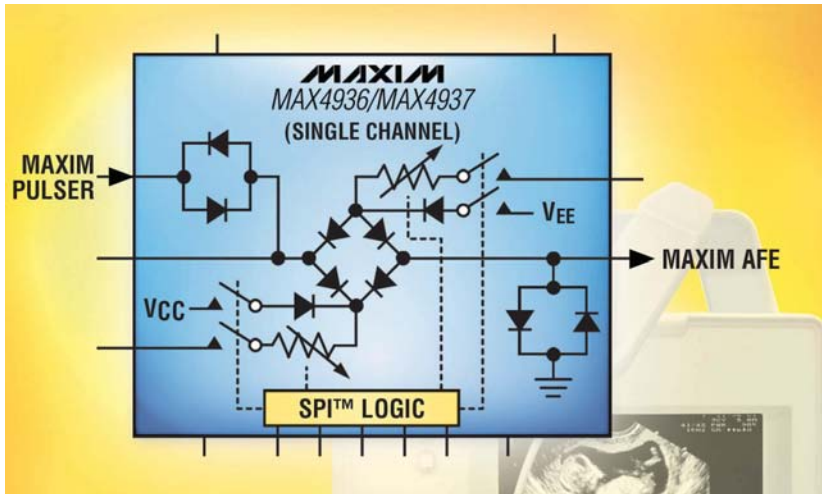 MAXIM
MAX4936/MAX4937
(SINGLE CHANNEL)
MAXIM
PULSER
VEE
MAXIM AFE
VCC
SPI™ LOGIC